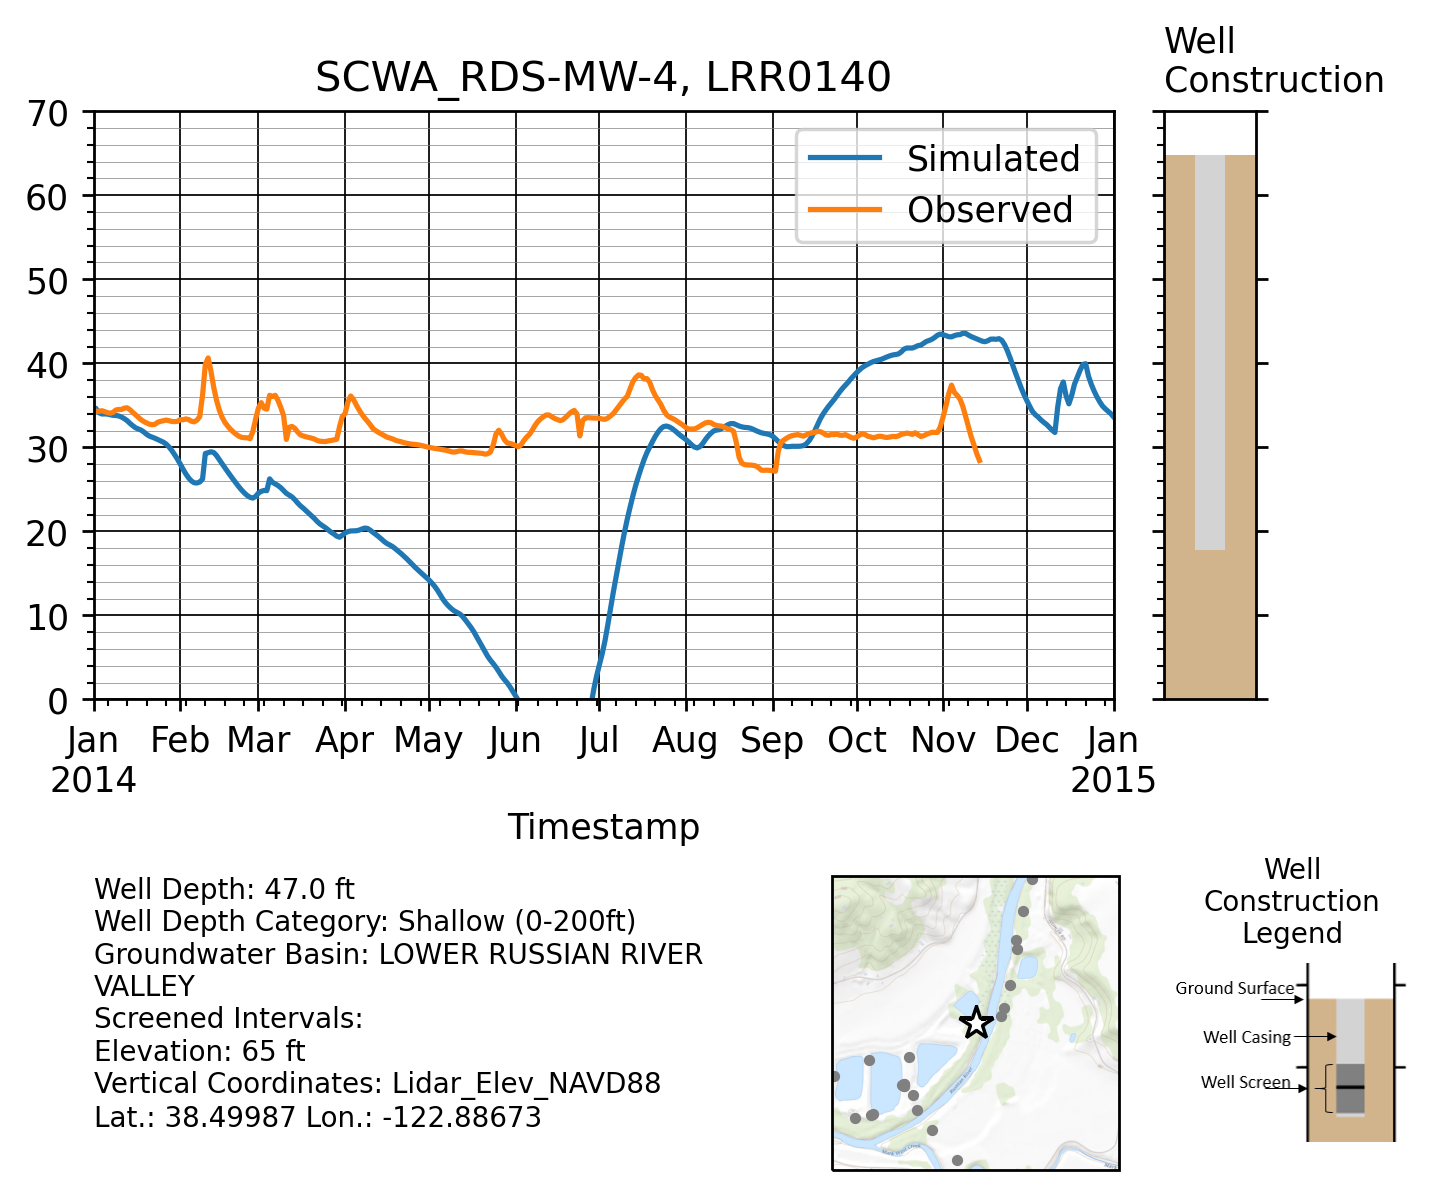 Well
Construction
SCWA_RDS-MW-4, LRR0140
70
60
50
40
30
20
10
0
Simulated
Observed
Jan Feb Mar Apr May Jun Jul Aug Sep Oct Nov Dec Jan
2014 2015
Timestamp
Well Depth: 47.0 ft
Well Depth Category: Shallow (0-200ft)
Groundwater Basin: LOWER RUSSIAN RIVER
VALLEY
Screened Intervals:
Elevation: 65 ft
Vertical Coordinates: Lidar_Elev_NAVD88
Lat.: 38.49987 Lon.: -122.88673
Well
Construction
Legend
Ground Surface
Well Casing
Well Screen